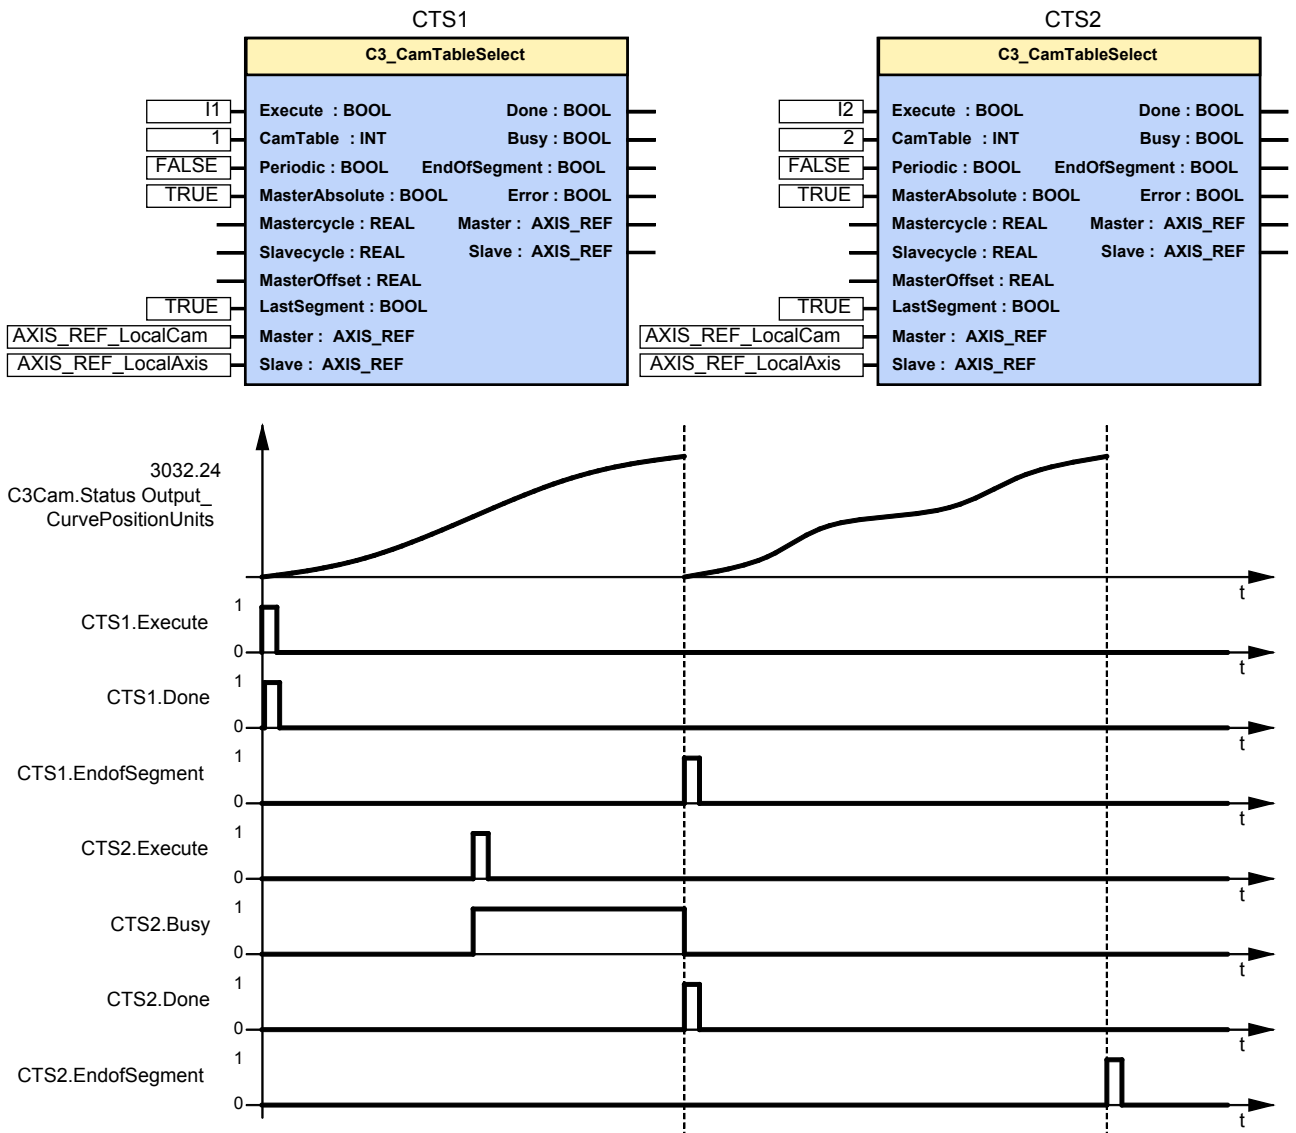 CTS1
C3_CamTableSelect
I1
Execute : BOOL
Done : BOOL
1
CamTable : INT
Busy : BOOL
FALSE
Periodic : BOOL
EndOfSegment : BOOL
TRUE
MasterAbsolute : BOOL
Error : BOOL
Mastercycle : REAL
Master : AXIS_REF
Slavecycle : REAL
Slave : AXIS_REF
MasterOffset : REAL
TRUE
LastSegment : BOOL
AXIS_REF_LocalCam
Master : AXIS_REF
AXIS_REF_LocalAxis
Slave : AXIS_REF
CTS2
C3_CamTableSelect
I2
Execute : BOOL
Done : BOOL
2
CamTable : INT
Busy : BOOL
FALSE
Periodic : BOOL
EndOfSegment : BOOL
TRUE
MasterAbsolute : BOOL
Error : BOOL
Mastercycle : REAL
Master : AXIS_REF
Slavecycle : REAL
Slave : AXIS_REF
MasterOffset : REAL
TRUE
LastSegment : BOOL
AXIS_REF_LocalCam
Master : AXIS_REF
AXIS_REF_LocalAxis
Slave : AXIS_REF
3032.24
C3Cam.Status Output_
CurvePositionUnits
t
1
CTS1.Execute
0
t
1
CTS1.Done
0
t
1
CTS1.EndofSegment
0
t
1
CTS2.Execute
0
t
1
CTS2.Busy
0
t
1
CTS2.Done
0
t
1
CTS2.EndofSegment
0
t